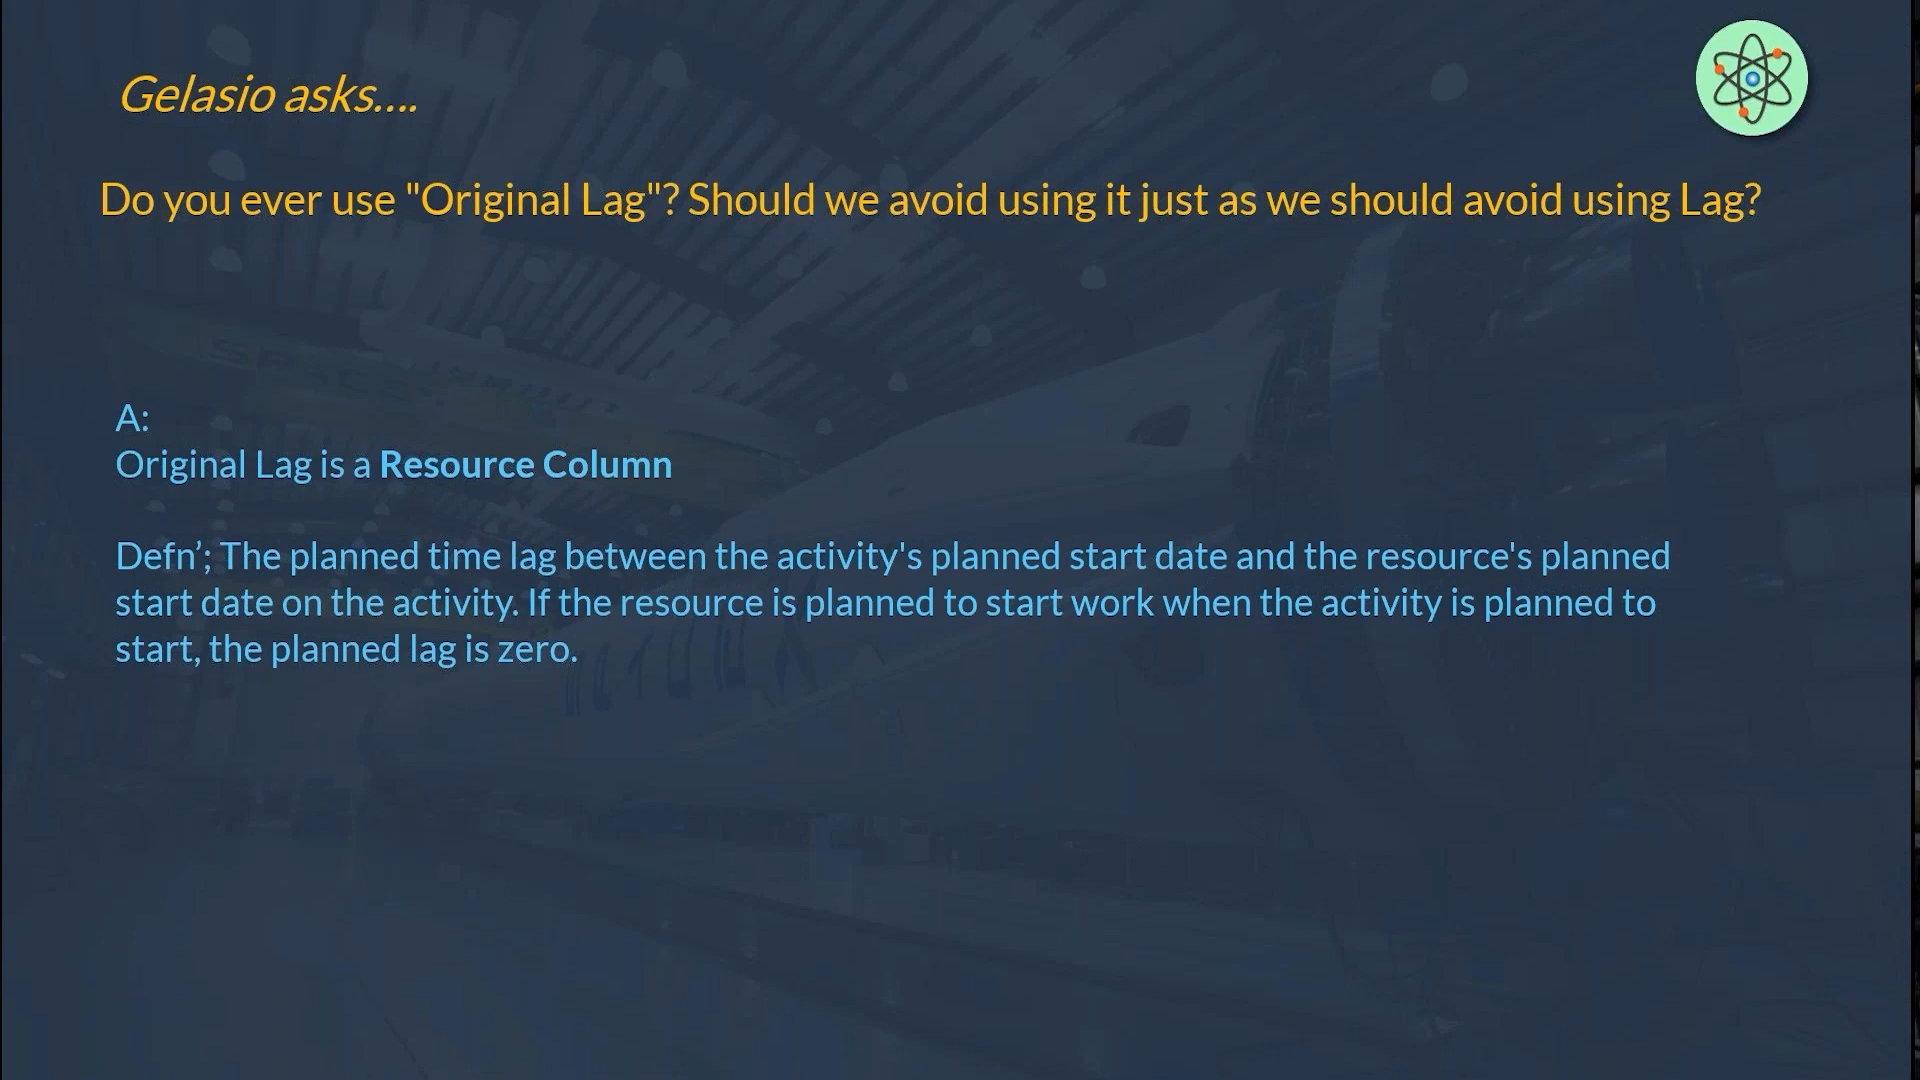 Gelasio asks....
Do you ever use "Original Lag"? Should we avoid using it just as we should avoid using Lag?
A:
Original Lag is a Resource Column
Defn’; The planned time lag between the activity's planned start date and the resource's planned
start date on the activity. If the resource is planned to start work when the activity is planned to
start, the planned lag is zero.